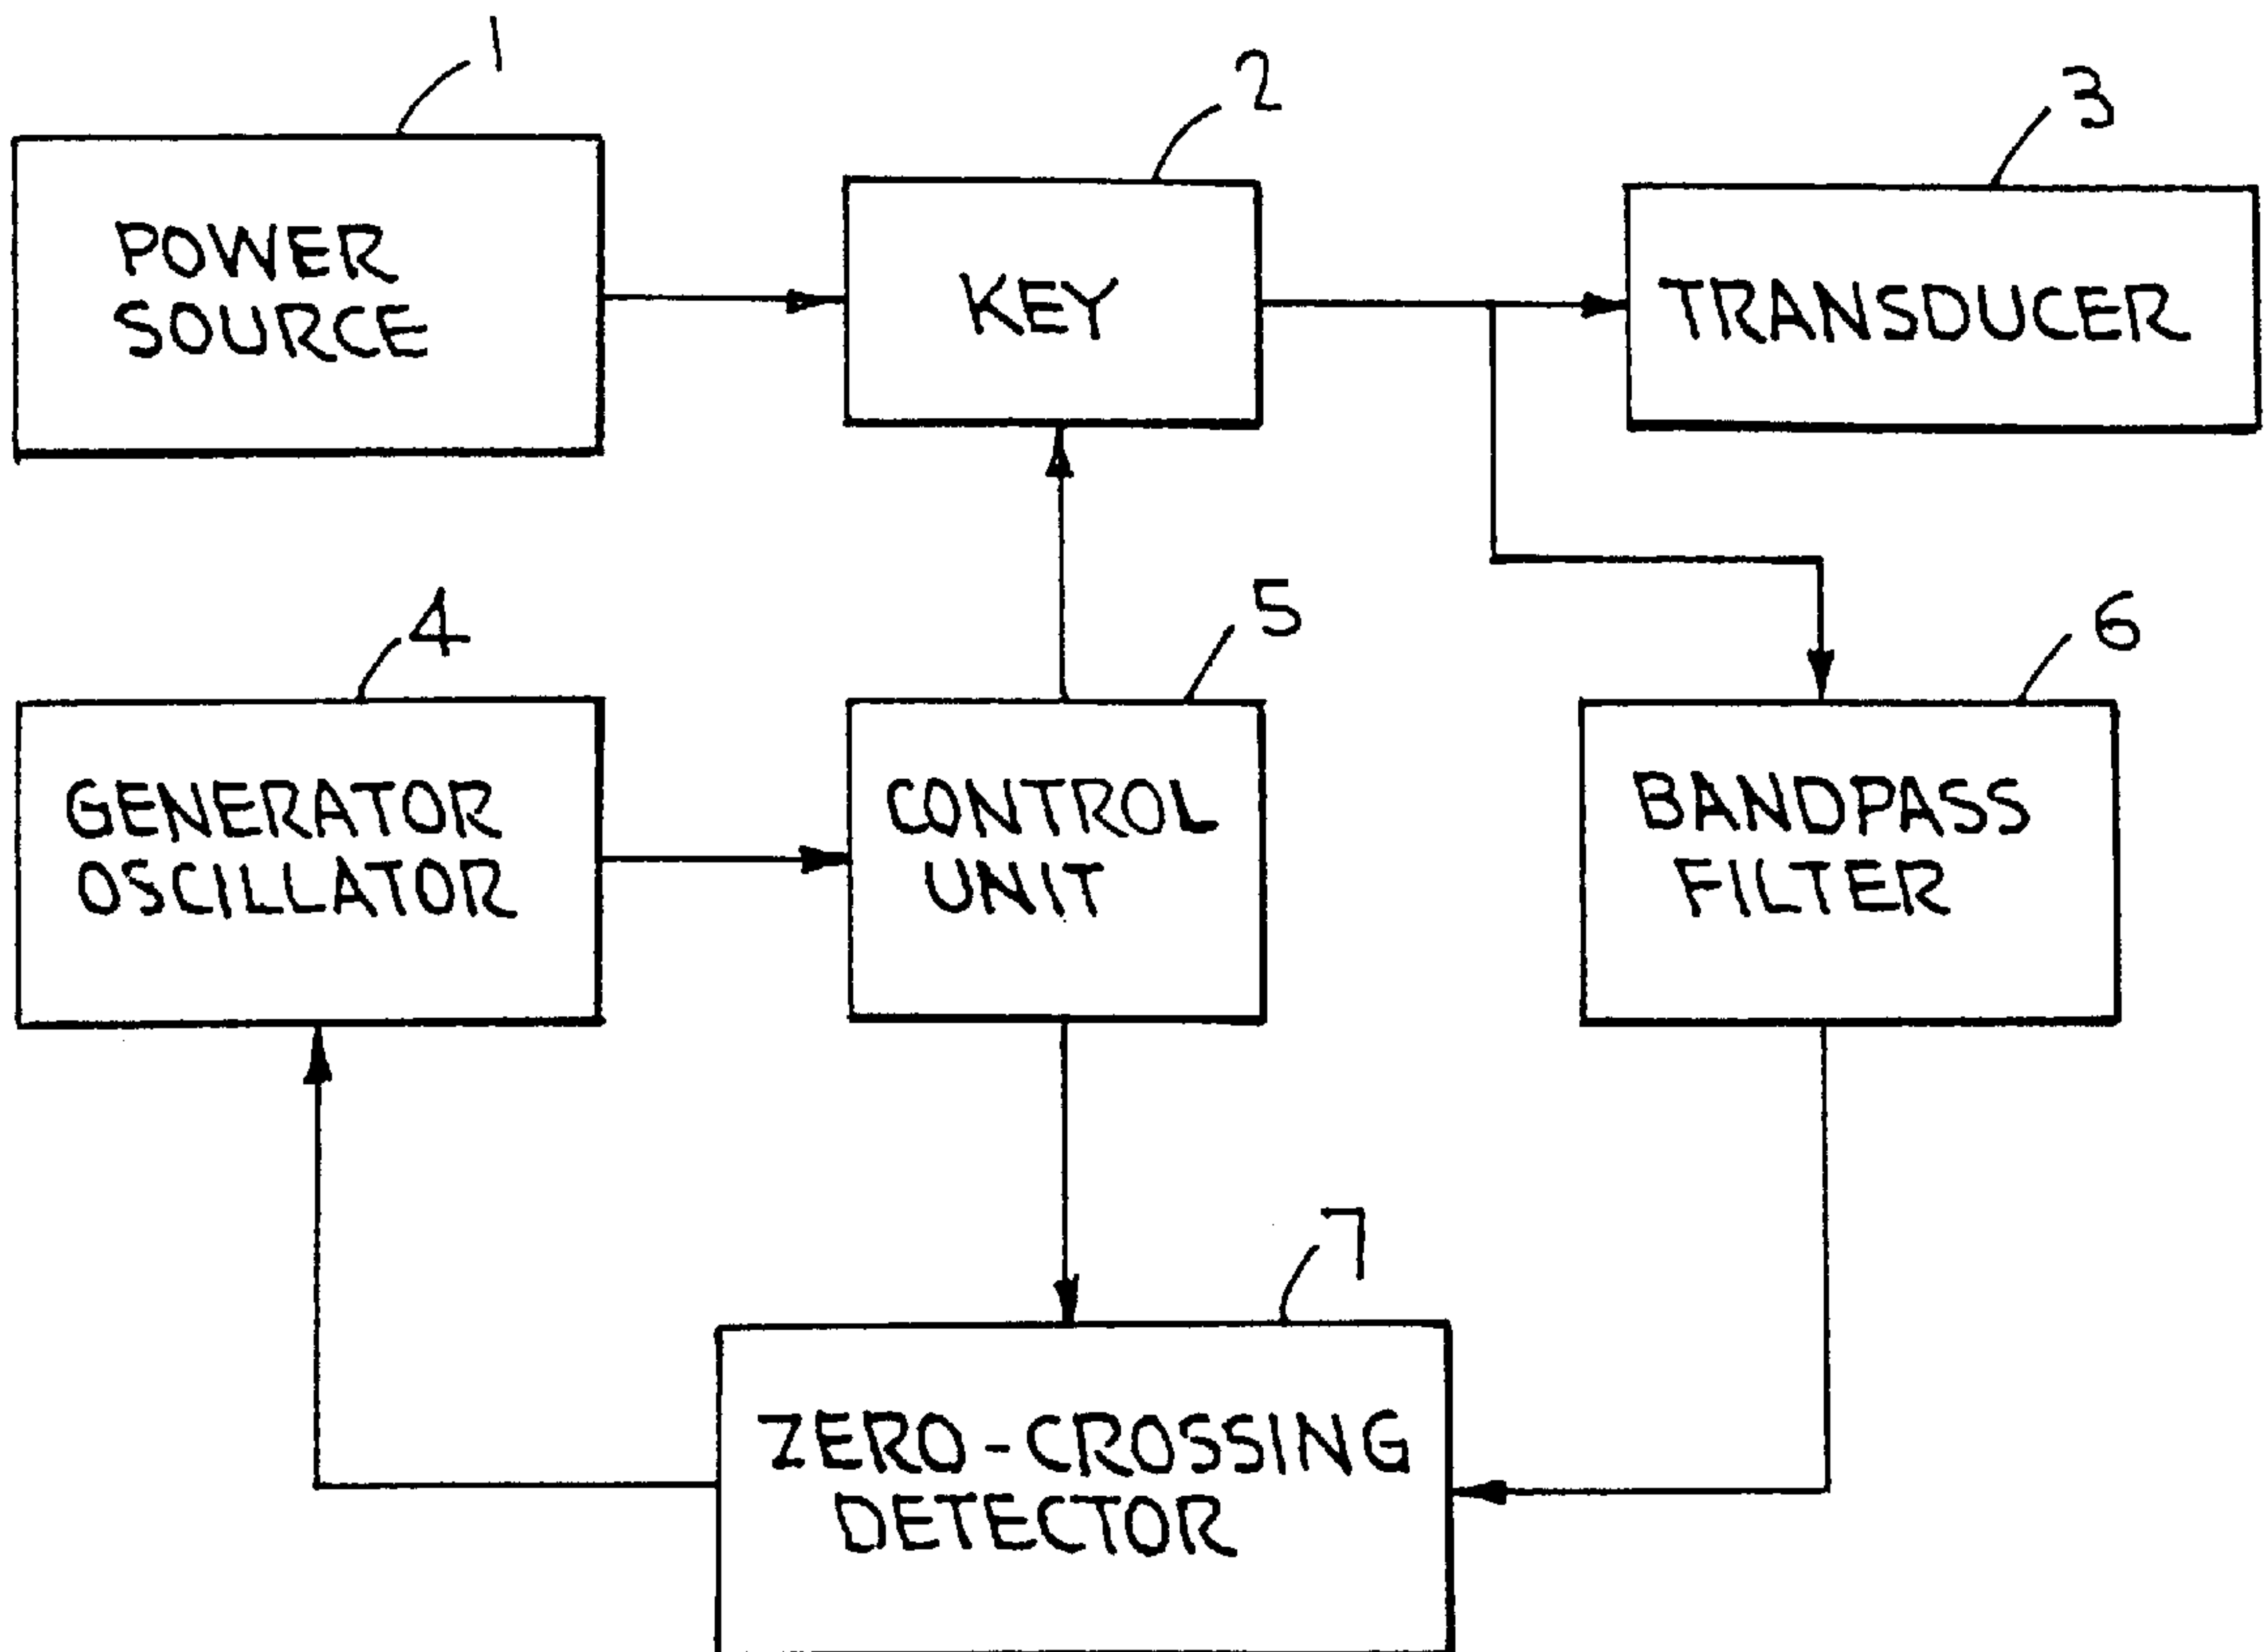 1
2
3
POWER
SOURCE
KEY
TRANSDUCER
4
5
6
GENERATOR
OSCILLATOR
CONTROL
UNIT
BANDPASS
FILTER
7
ZERO-CROSSING
DETECTOR